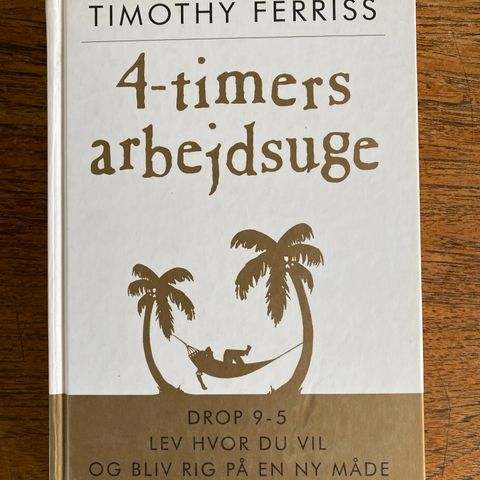 TIMOTHY FERRISS
4-timers
arbejdsuge
DROP 9-5
LEV HVOR DU VIL
OG BLIV RIG PÅ EN NY MÅDE